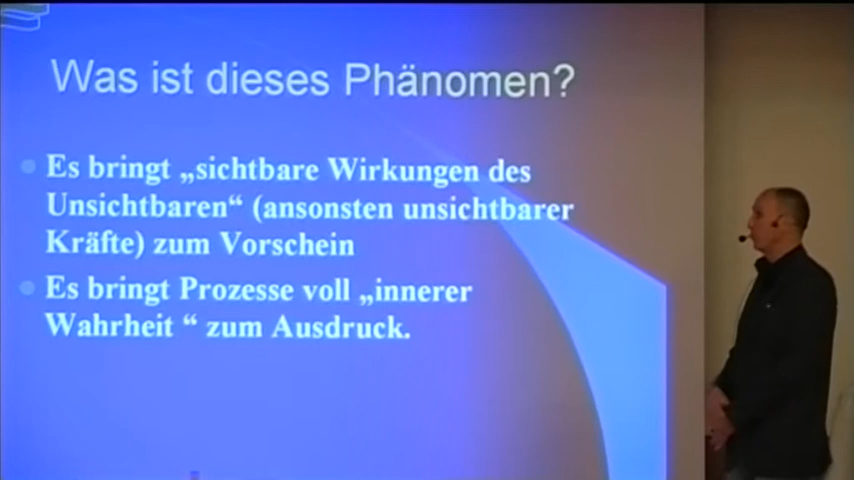 Was ist dieses Phänomen?
Es bringt „sichtbare Wirkungen des
Unsichtbaren“ (ansonsten unsichtbarer
Kräfte) zum Vorschein
Es bringt Prozesse voll „innerer
Wahrheit “ zum Ausdruck.